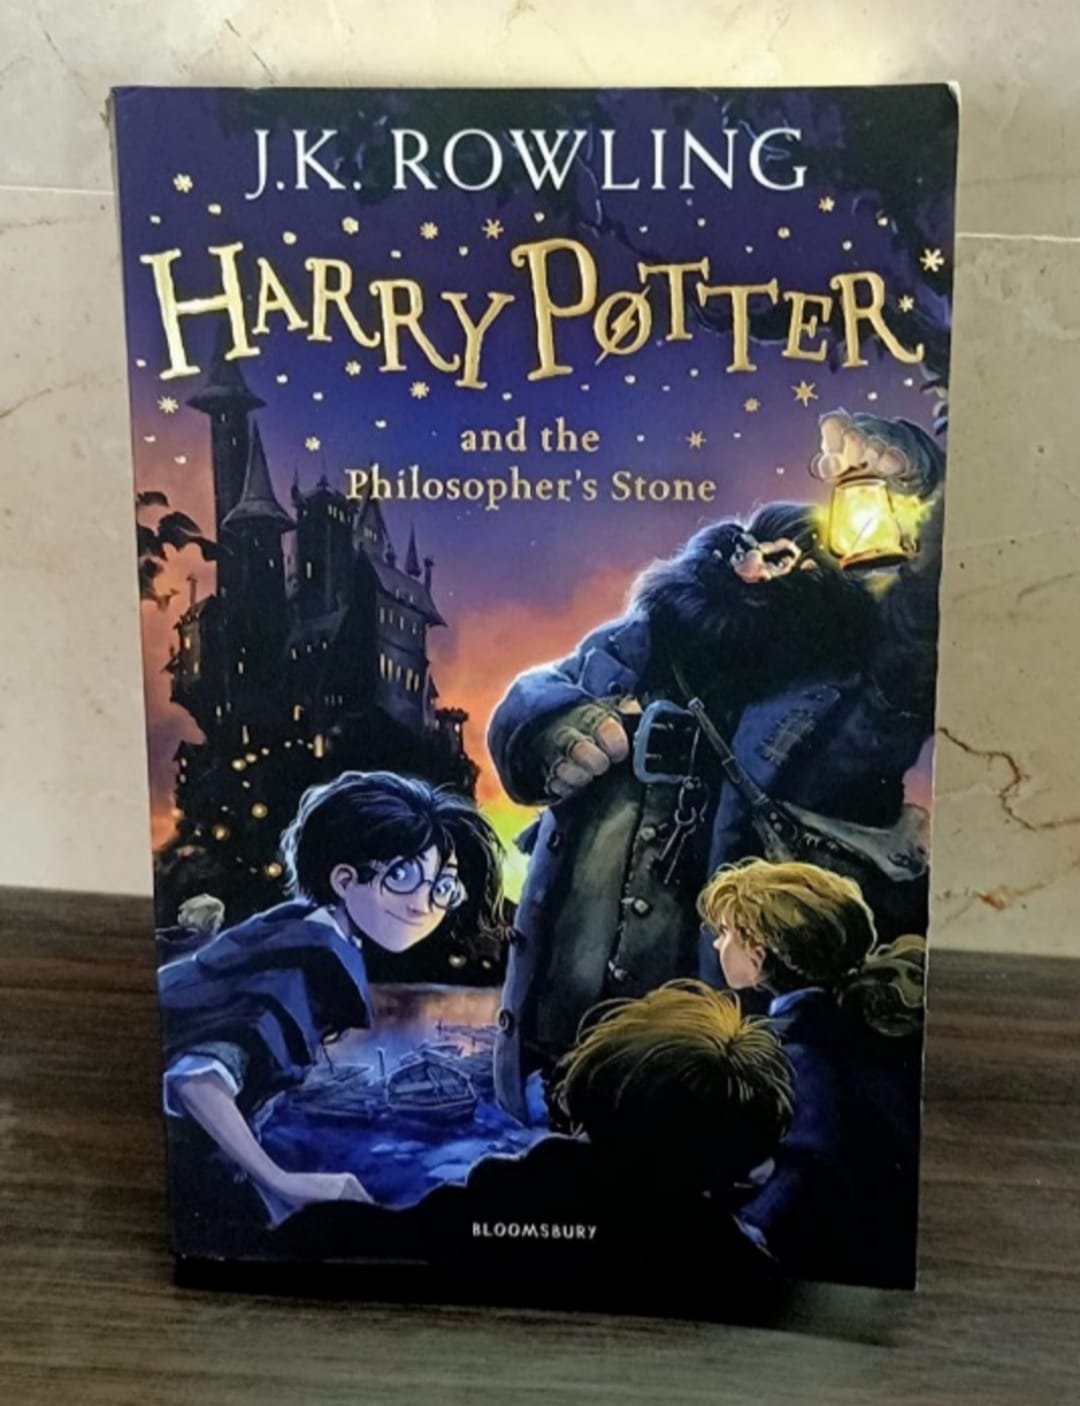 J.K. ROWLING
HARRY POTTER
and the
Philosopher's Stone
BLOOMSBURY